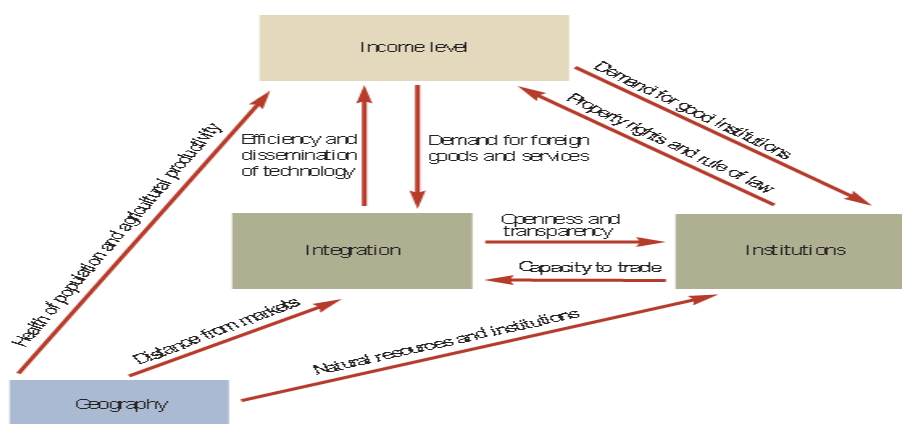 Income level
Demand for good Institutions
Property rights and rule of law
Efficiency and
dissemination
of technology
Demand for foreign
goods and services
Health of population and agricultural productivity
Integration
Openness and
transparency
Capacity to trade
Institutions
Distance from markets
Natural resources and institutions
Geography